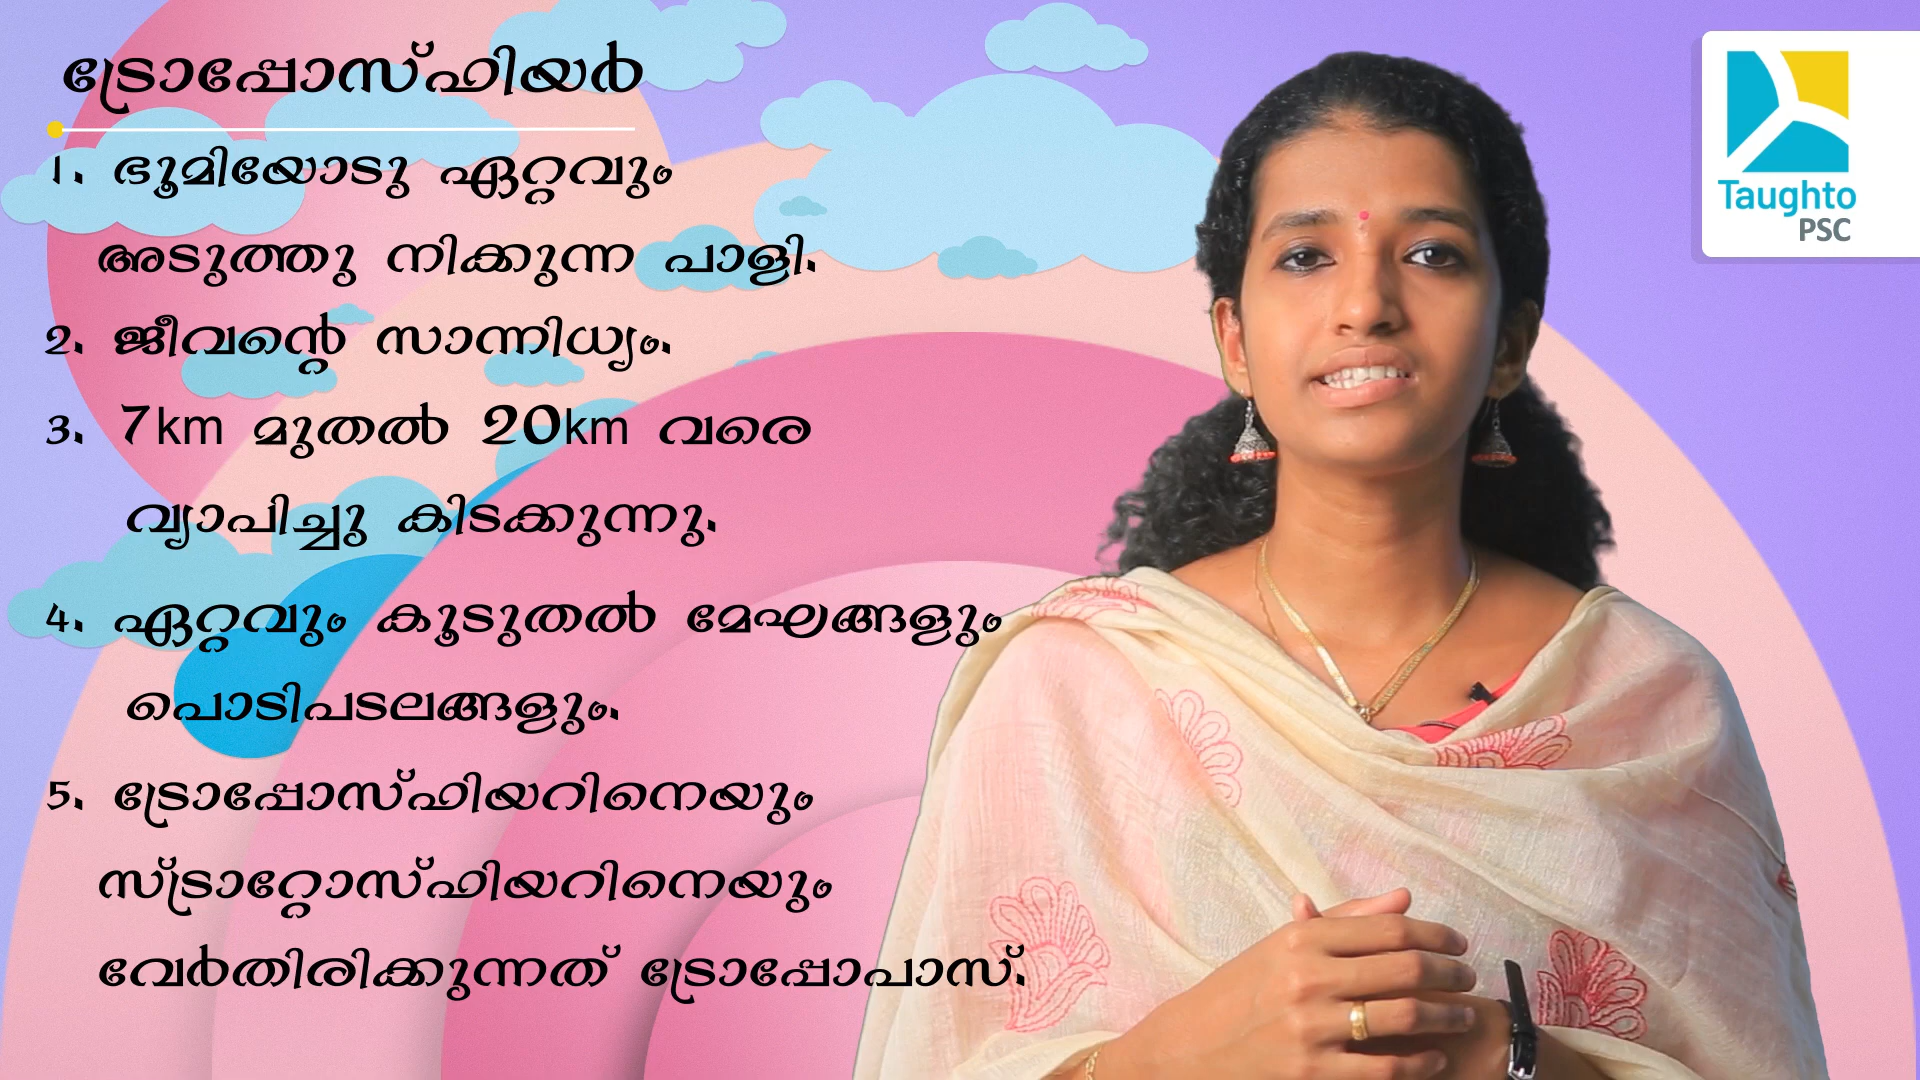 ട്രോപ്പോസ്ഫിയർ
1. ഭൂമിയോടു ഏറ്റവും
അടുത്തു നിക്കുന്ന പാളി.
2. ജീവന്റെ സാന്നിധ്യം.
3. 7km മുതൽ 20km വരെ
വ്യാപിച്ചു കിടക്കുന്നു.
4. ഏറ്റവും കൂടുതൽ മേഘങ്ങളും
പൊടിപടലങ്ങളും.
5. ട്രോപ്പോസ്ഫിയറിനെയും
സ്ട്രാറ്റോസ്ഫിയറിനെയും
വേർതിരിക്കുന്നത് ട്രോപ്പോപാസ്.
Taughto
PSC